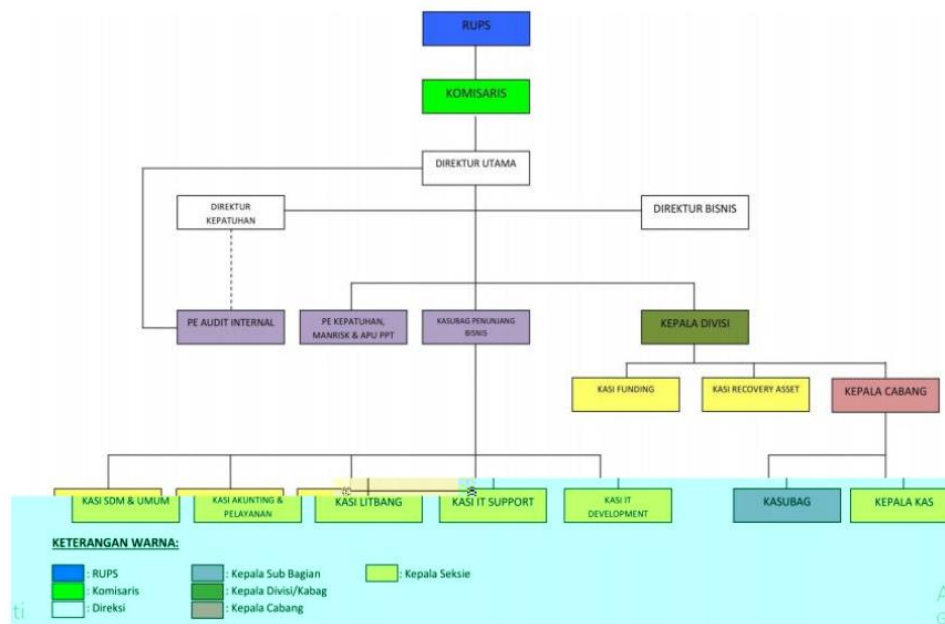 RUPS
KOMISARIS
DIREKTUR UTAMA
DIREKTUR
KEPATUHAN
DIREKTUR BISNIS
PE AUDIT INTERNAL
PE KEPATUHAN,
MANRISK & APU PPT
KASUBAG PENUNJANG
BISNIS
KEPALA DIVISI
KASI FUNDING
KASI RECOVERY ASSET
KEPALA CABANG
KASI SDM & UMUM
KASI AKUNTING &
PELAYANAN
KASI LITBANG
KASI IT SUPPORT
KASI IT
DEVELOPMENT
KASUBAG
KEPALA KAS
KETERANGAN WARNA:
: RUPS
: Komisaris
: Direksi
: Kepala Sub Bagian
: Kepala Divisi/Kabag
: Kepala Cabang
: Kepala Seksie
ti